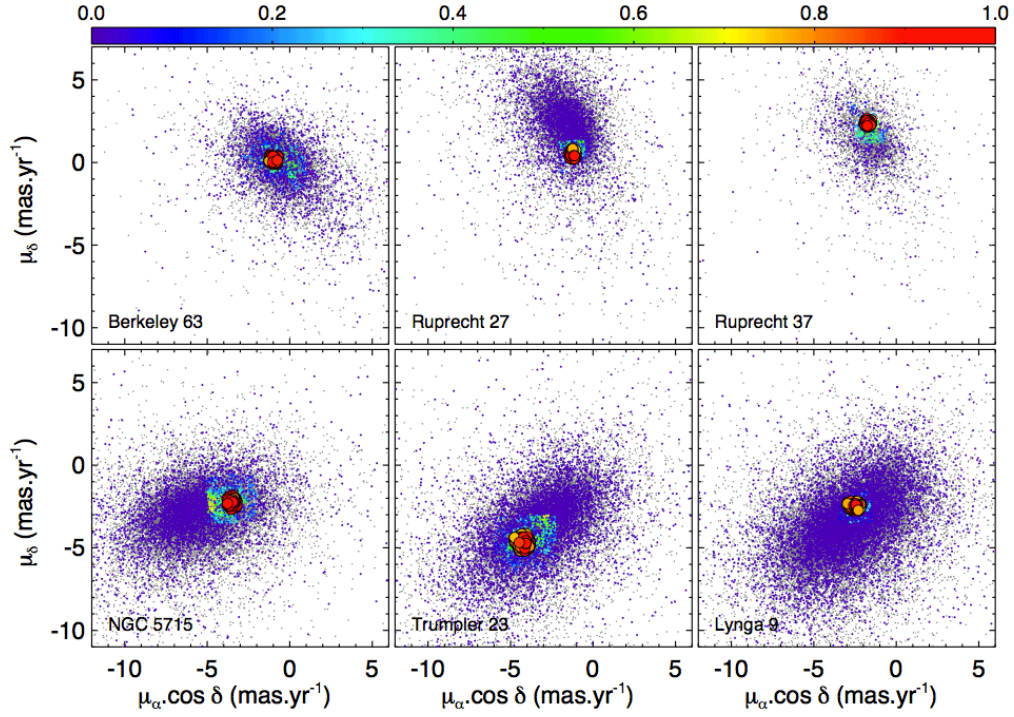 0.0 0.2 0.4 0.6 0.8 1.0
5
0
-5
-10
μδ (mas.yr⁻¹)
Berkeley 63
Ruprecht 27
Ruprecht 37
5
0
-5
-10
μδ (mas.yr⁻¹)
NGC 5715
Trumpler 23
Lynga 9
-10 -5 0 5
-10 -5 0 5
-10 -5 0 5
μα.cos δ (mas.yr⁻¹)
μα.cos δ (mas.yr⁻¹)
μα.cos δ (mas.yr⁻¹)